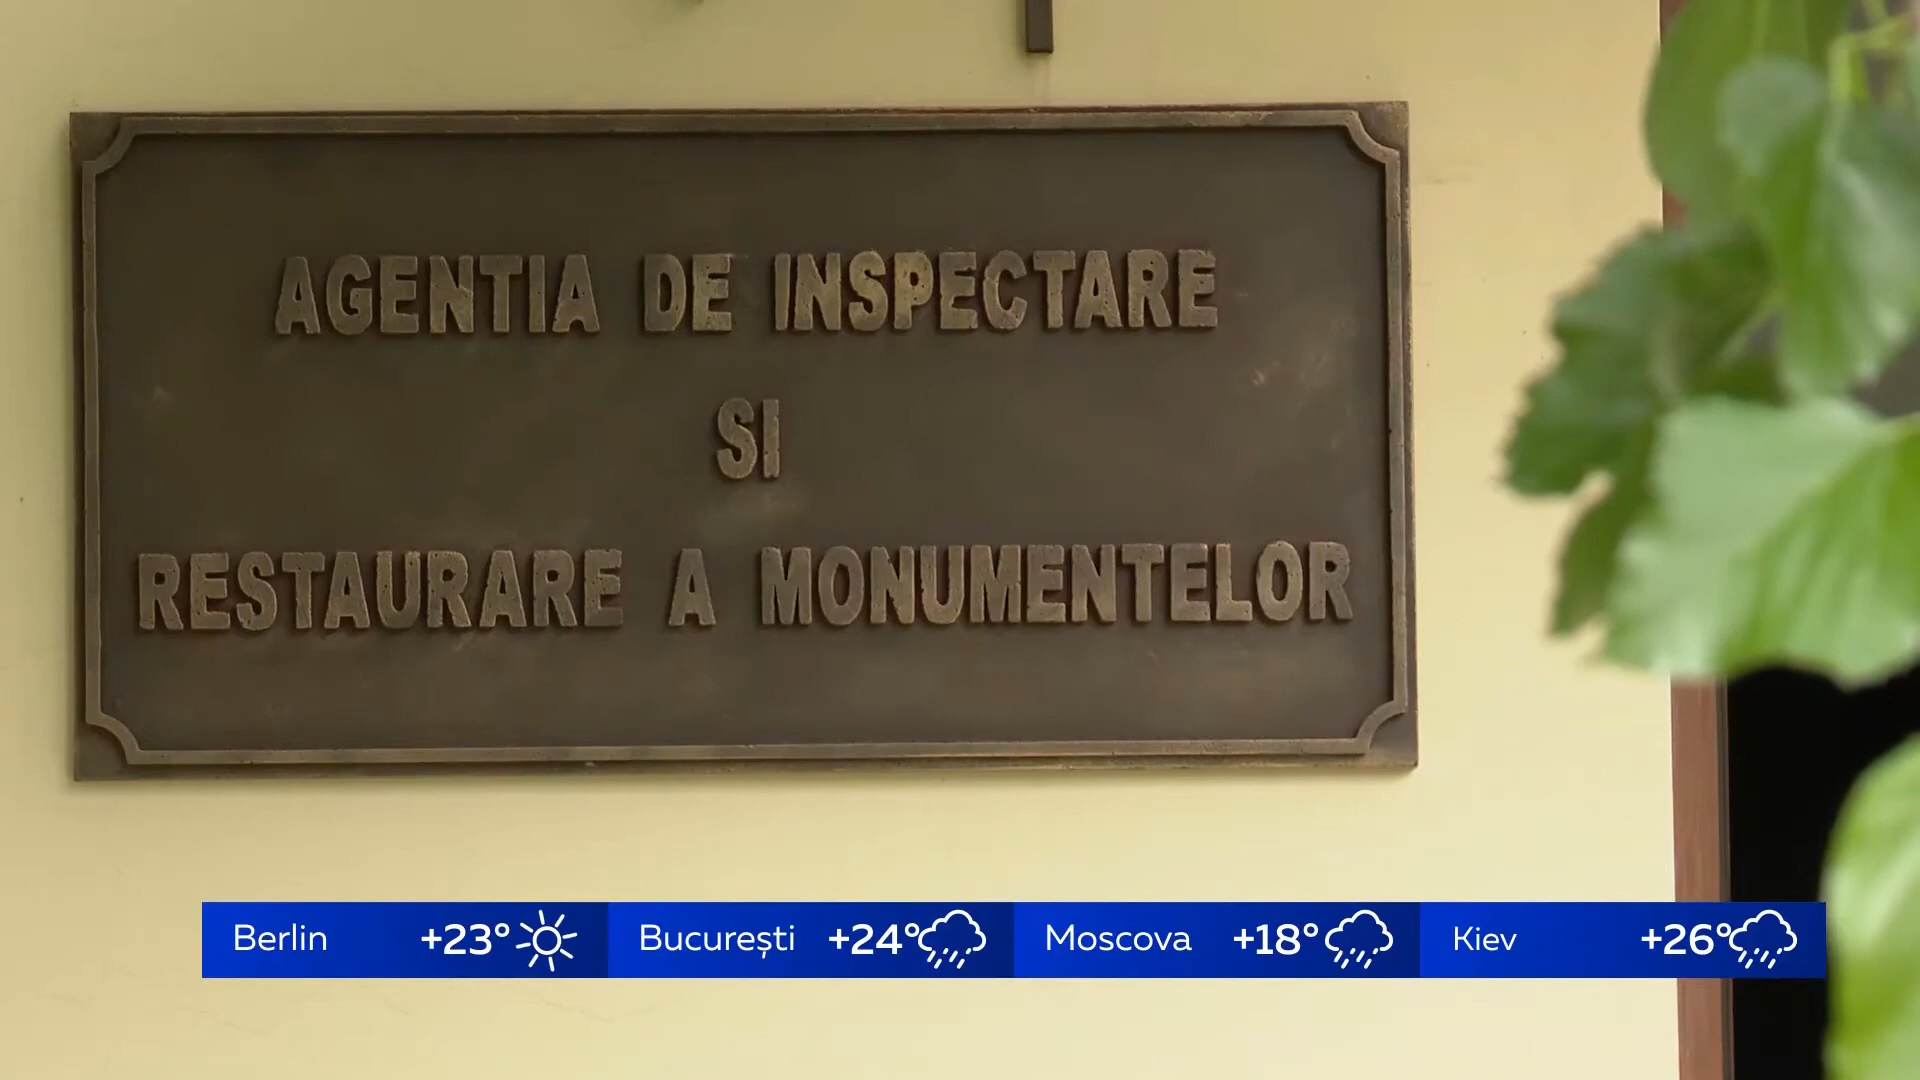 AGENTIA DE INSPECTARE
SI
RESTAURARE A MONUMENTELOR
Berlin +23° București +24° Moscova +18° Kiev +26°